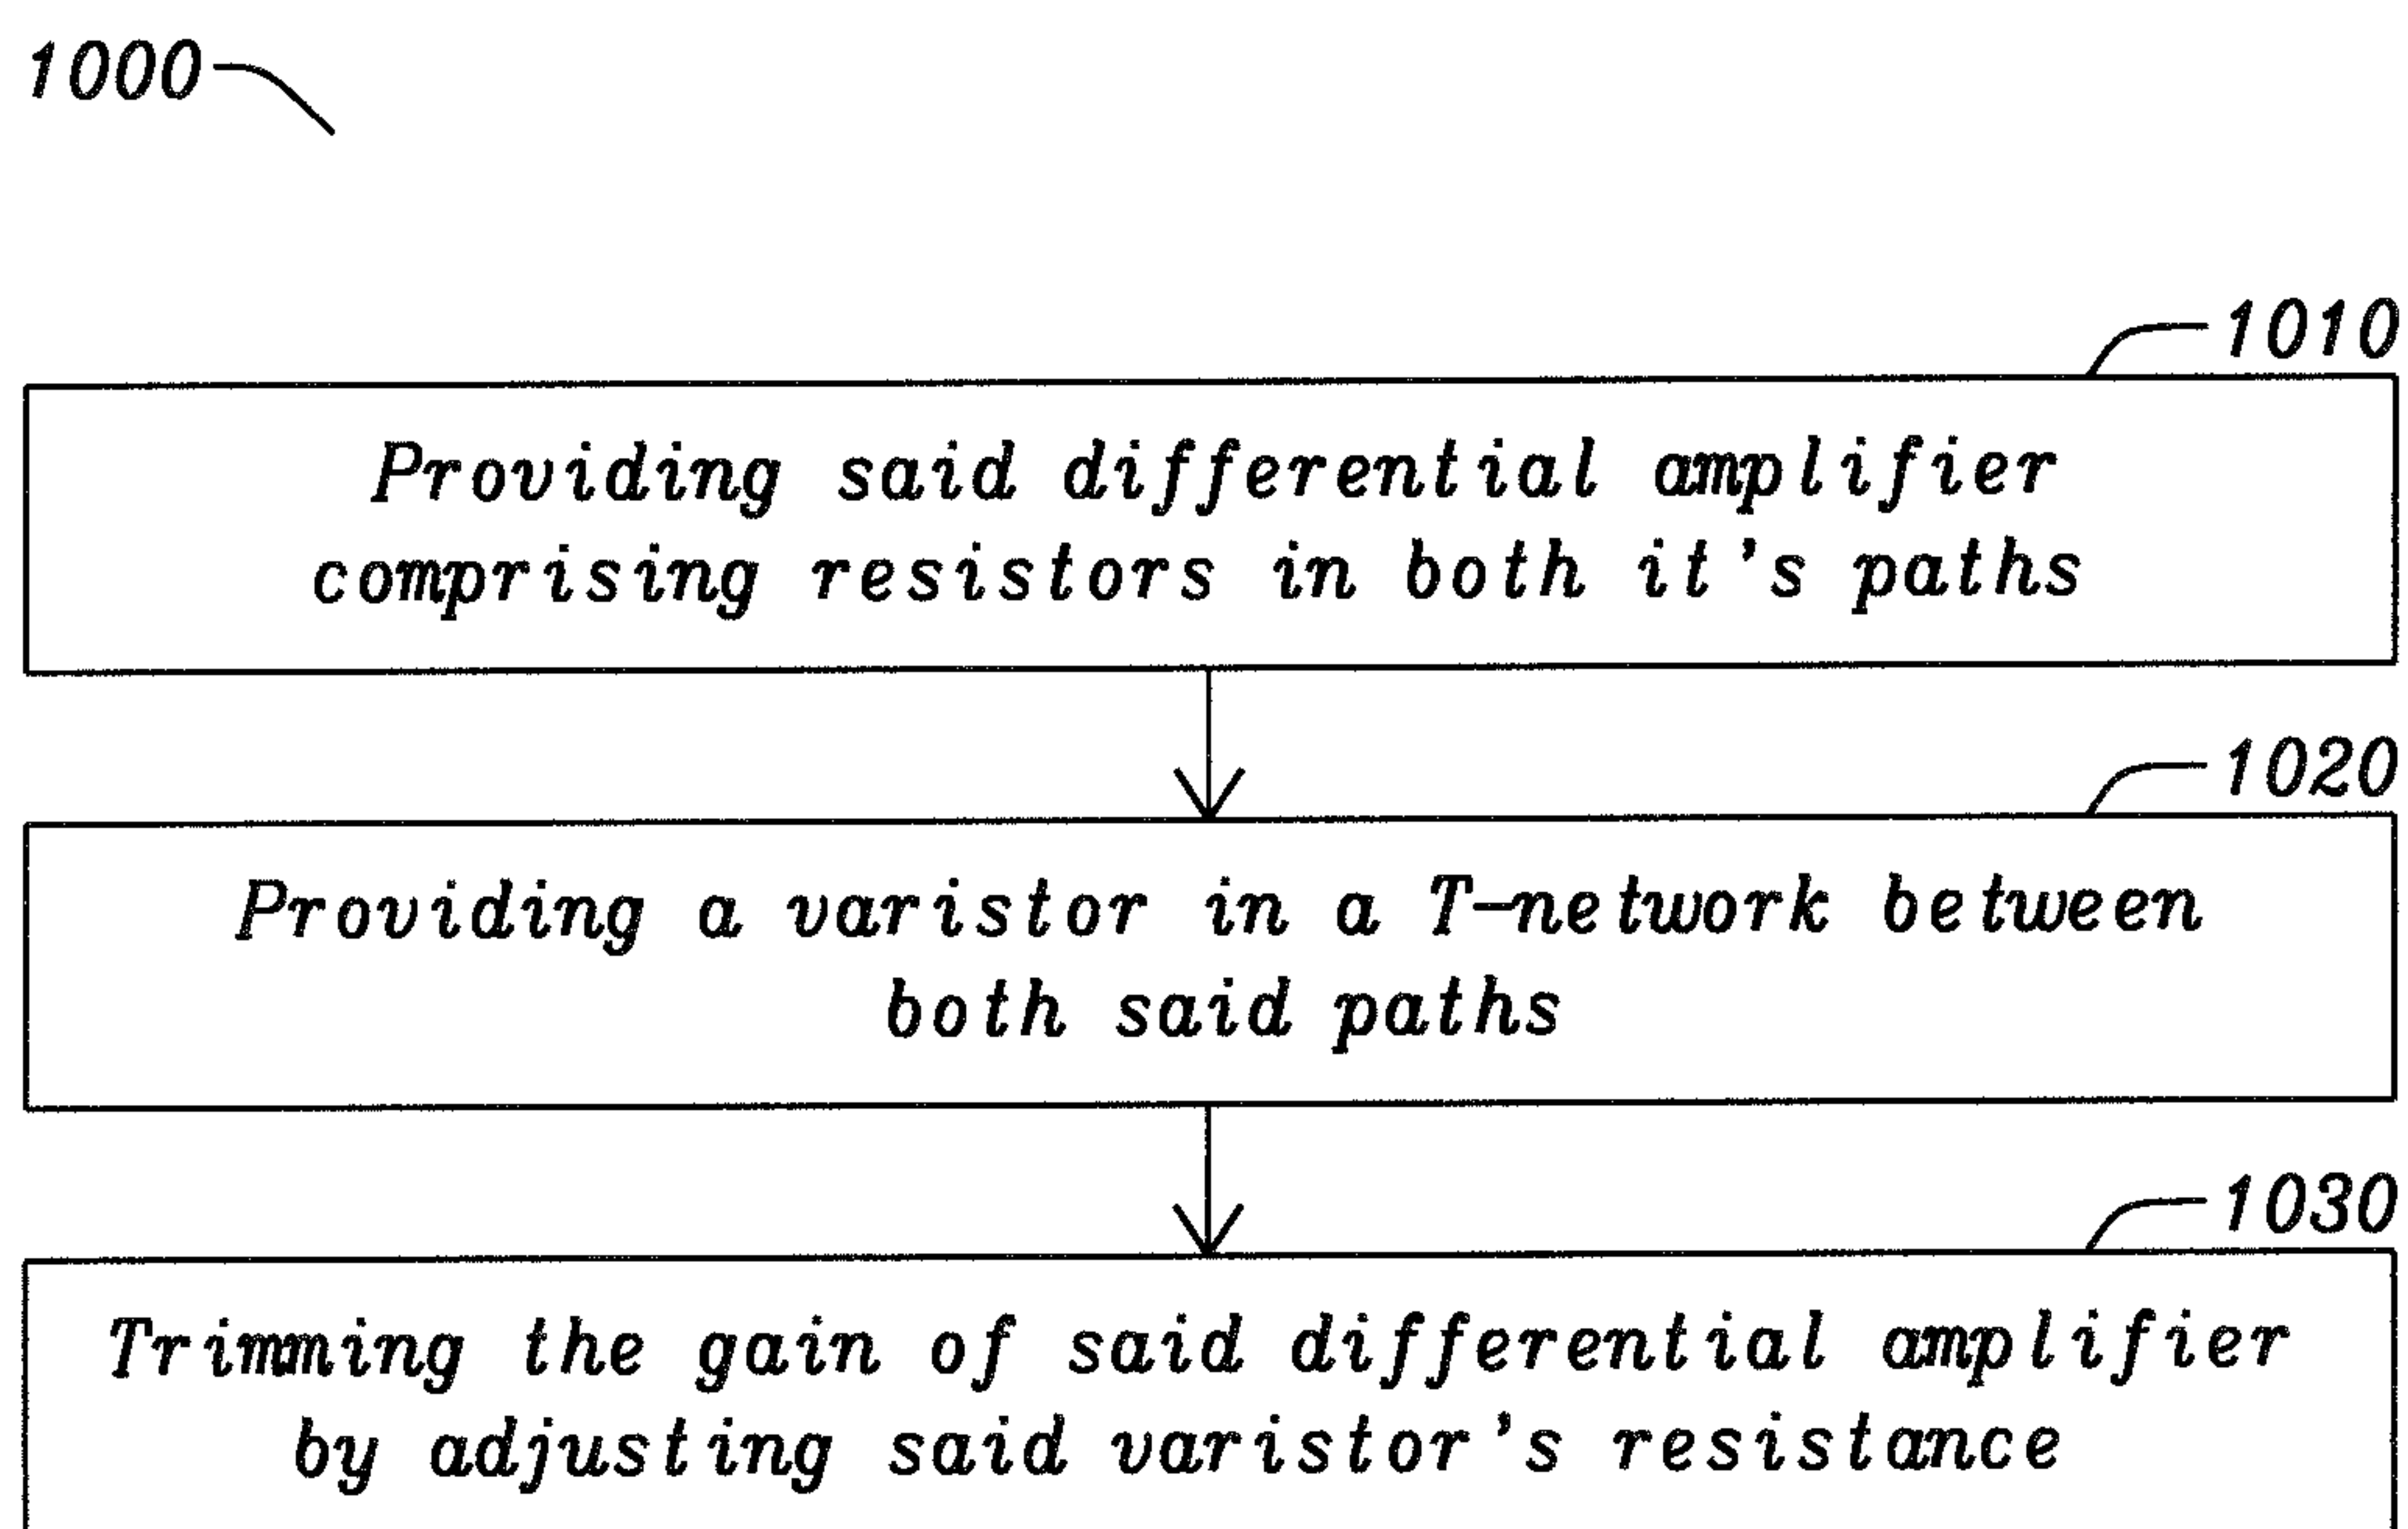 1000
1010
Providing said differential amplifier
comprising resistors in both it's paths
1020
Providing a varistor in a T-network between
both said paths
1030
Trimming the gain of said differential amplifier
by adjusting said varistor's resistance